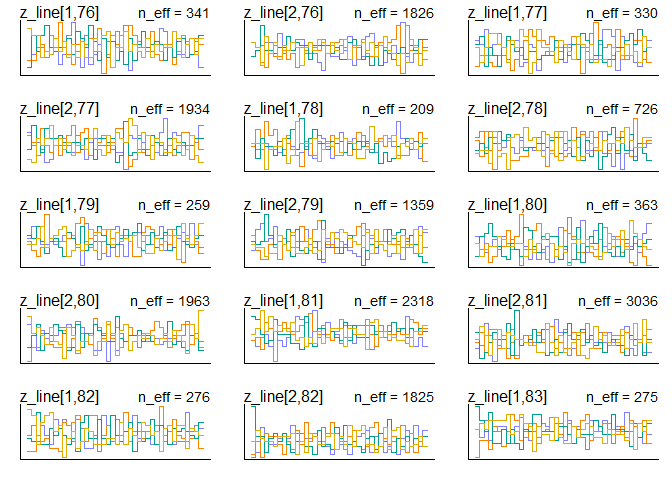 z_line[1,76] n_eff = 341 z_line[2,76] n_eff = 1826 z_line[1,77] n_eff = 330
z_line[2,77] n_eff = 1934 z_line[1,78] n_eff = 209 z_line[2,78] n_eff = 726
z_line[1,79] n_eff = 259 z_line[2,79] n_eff = 1359 z_line[1,80] n_eff = 363
z_line[2,80] n_eff = 1963 z_line[1,81] n_eff = 2318 z_line[2,81] n_eff = 3036
z_line[1,82] n_eff = 276 z_line[2,82] n_eff = 1825 z_line[1,83] n_eff = 275